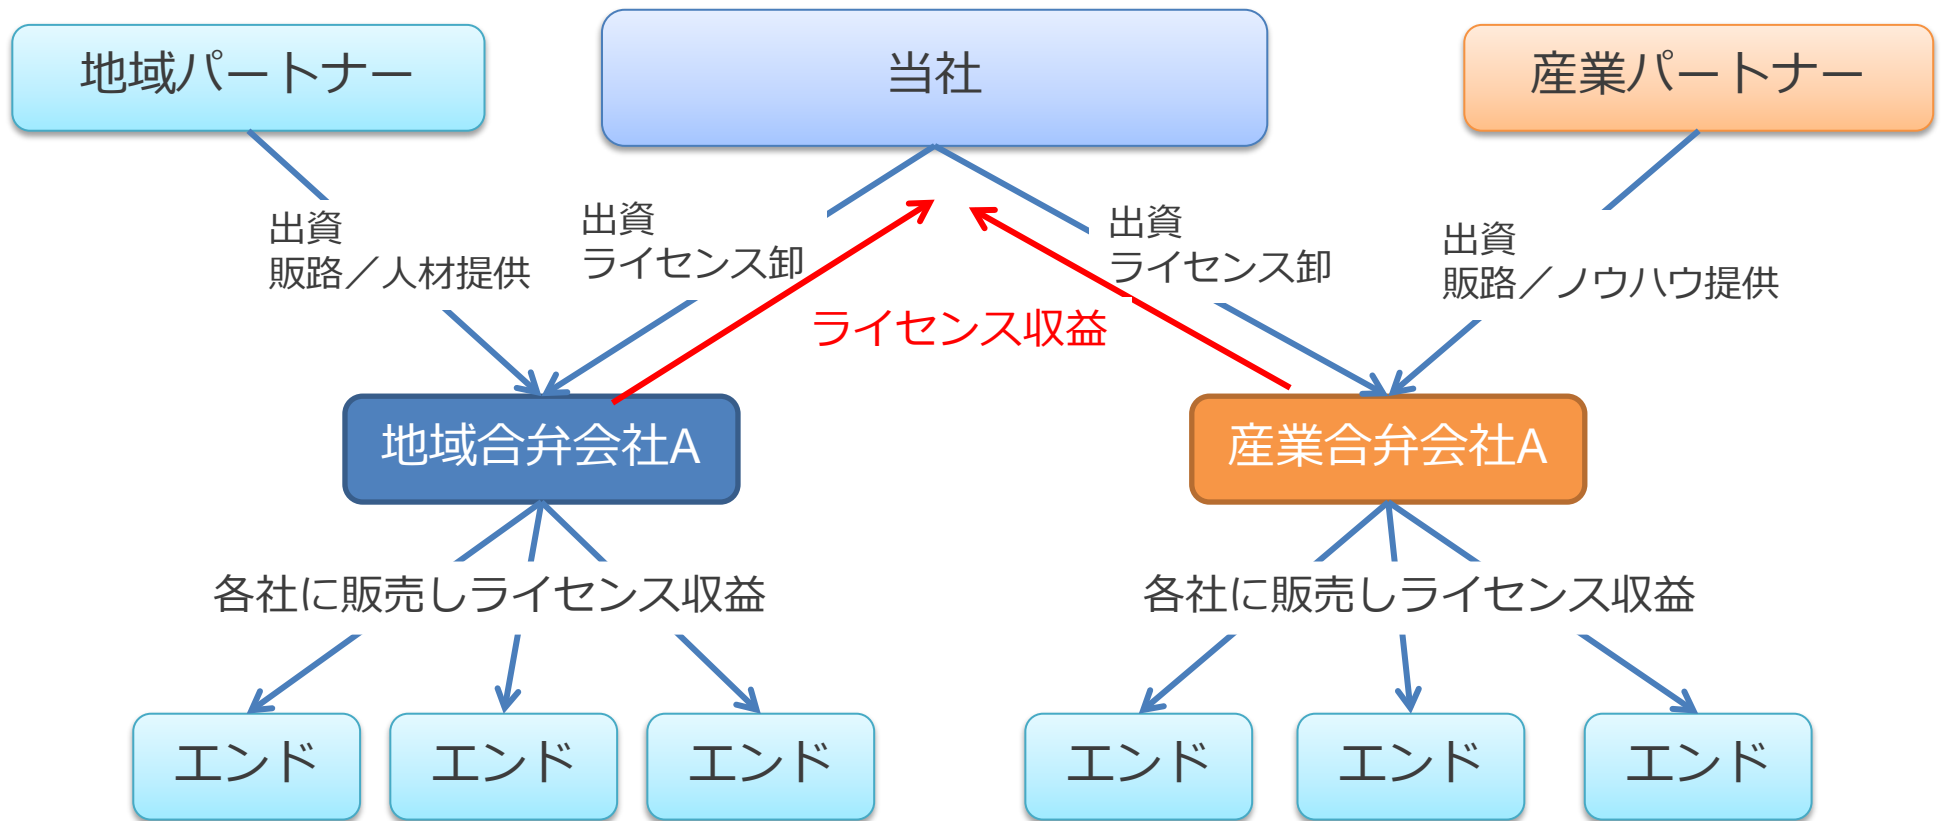 地域パートナー
当社
産業パートナー
出資
販路／人材提供
出資
ライセンス卸
出資
ライセンス卸
出資
販路／ノウハウ提供
ライセンス収益
地域合弁会社A
産業合弁会社A
各社に販売しライセンス収益
各社に販売しライセンス収益
エンド
エンド
エンド
エンド
エンド
エンド